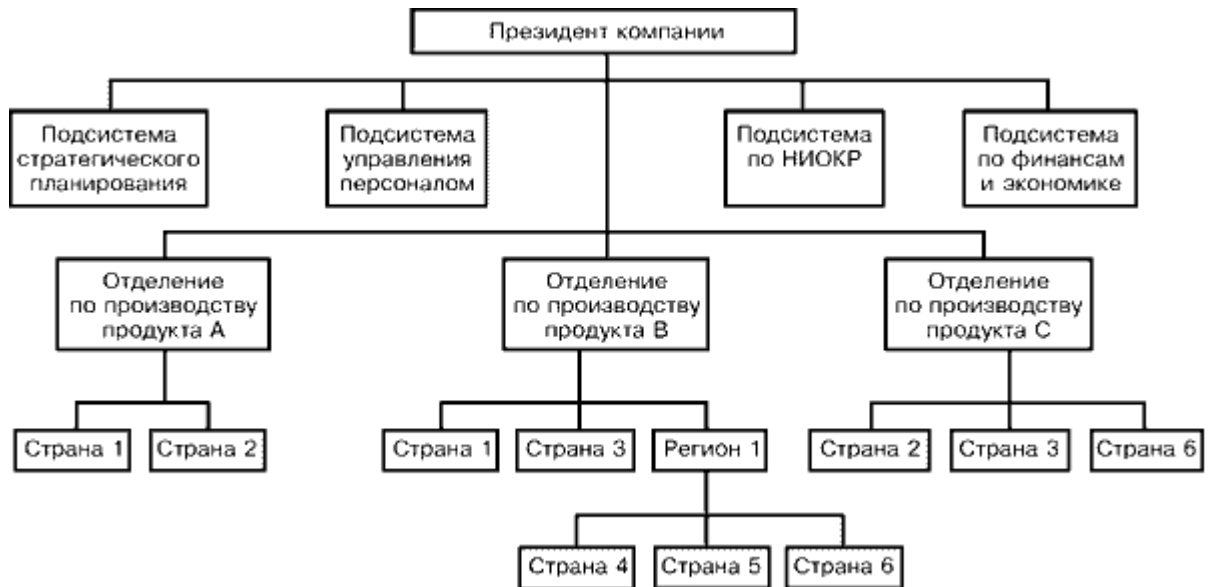 Президент компании
Подсистема
стратегического
планирования
Подсистема
управления
персоналом
Подсистема
по НИОКР
Подсистема
по финансам
и экономике
Отделение
по производству
продукта А
Отделение
по производству
продукта В
Отделение
по производству
продукта С
Страна 1
Страна 2
Страна 1
Страна 3
Регион 1
Страна 2
Страна 3
Страна 6
Страна 4
Страна 5
Страна 6